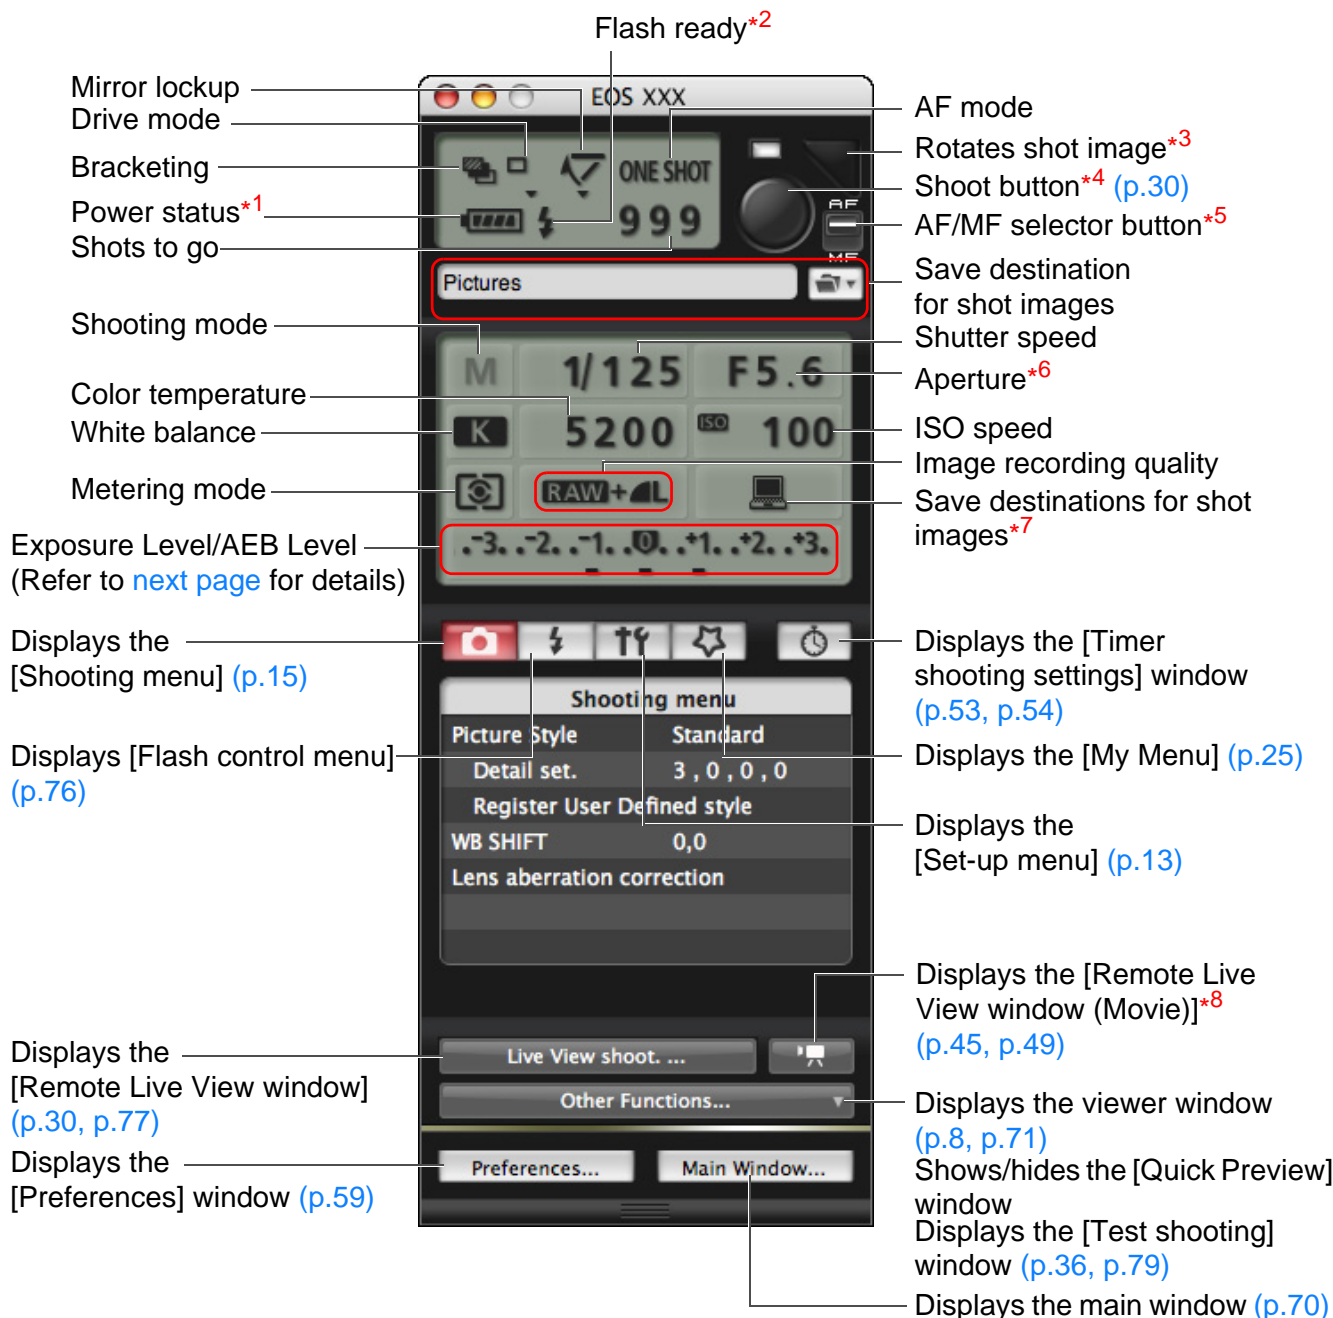 Flash ready*2
Mirror lockup
Drive mode
Bracketing
Power status*1
Shots to go
Shooting mode
Color temperature
White balance
Metering mode
Exposure Level/AEB Level
(Refer to next page for details)
Displays the
[Shooting menu] (p.15)
Displays [Flash control menu]
(p.76)
Displays the
[Remote Live View window]
(p.30, p.77)
Displays the
[Preferences] window (p.59)
EOS XXX
ONE SHOT
999
AF
MF
Pictures
M 1/125 F5.6
K 5200 ISO 100
RAW+L
.-3. .-2. .-1. .0. .+1. .+2. .+3.
Shooting menu
Picture Style Standard
Detail set. 3 , 0 , 0 , 0
Register User Defined style
WB SHIFT 0,0
Lens aberration correction
Live View shoot. ...
Other Functions...
Preferences... Main Window...
AF mode
Rotates shot image*3
Shoot button*4 (p.30)
AF/MF selector button*5
Save destination
for shot images
Shutter speed
Aperture*6
ISO speed
Image recording quality
Save destinations for shot
images*7
Displays the [Timer
shooting settings] window
(p.53, p.54)
Displays the [My Menu] (p.25)
Displays the
[Set-up menu] (p.13)
Displays the [Remote Live
View window (Movie)]*8
(p.45, p.49)
Displays the viewer window
(p.8, p.71)
Shows/hides the [Quick Preview]
window
Displays the [Test shooting]
window (p.36, p.79)
Displays the main window (p.70)